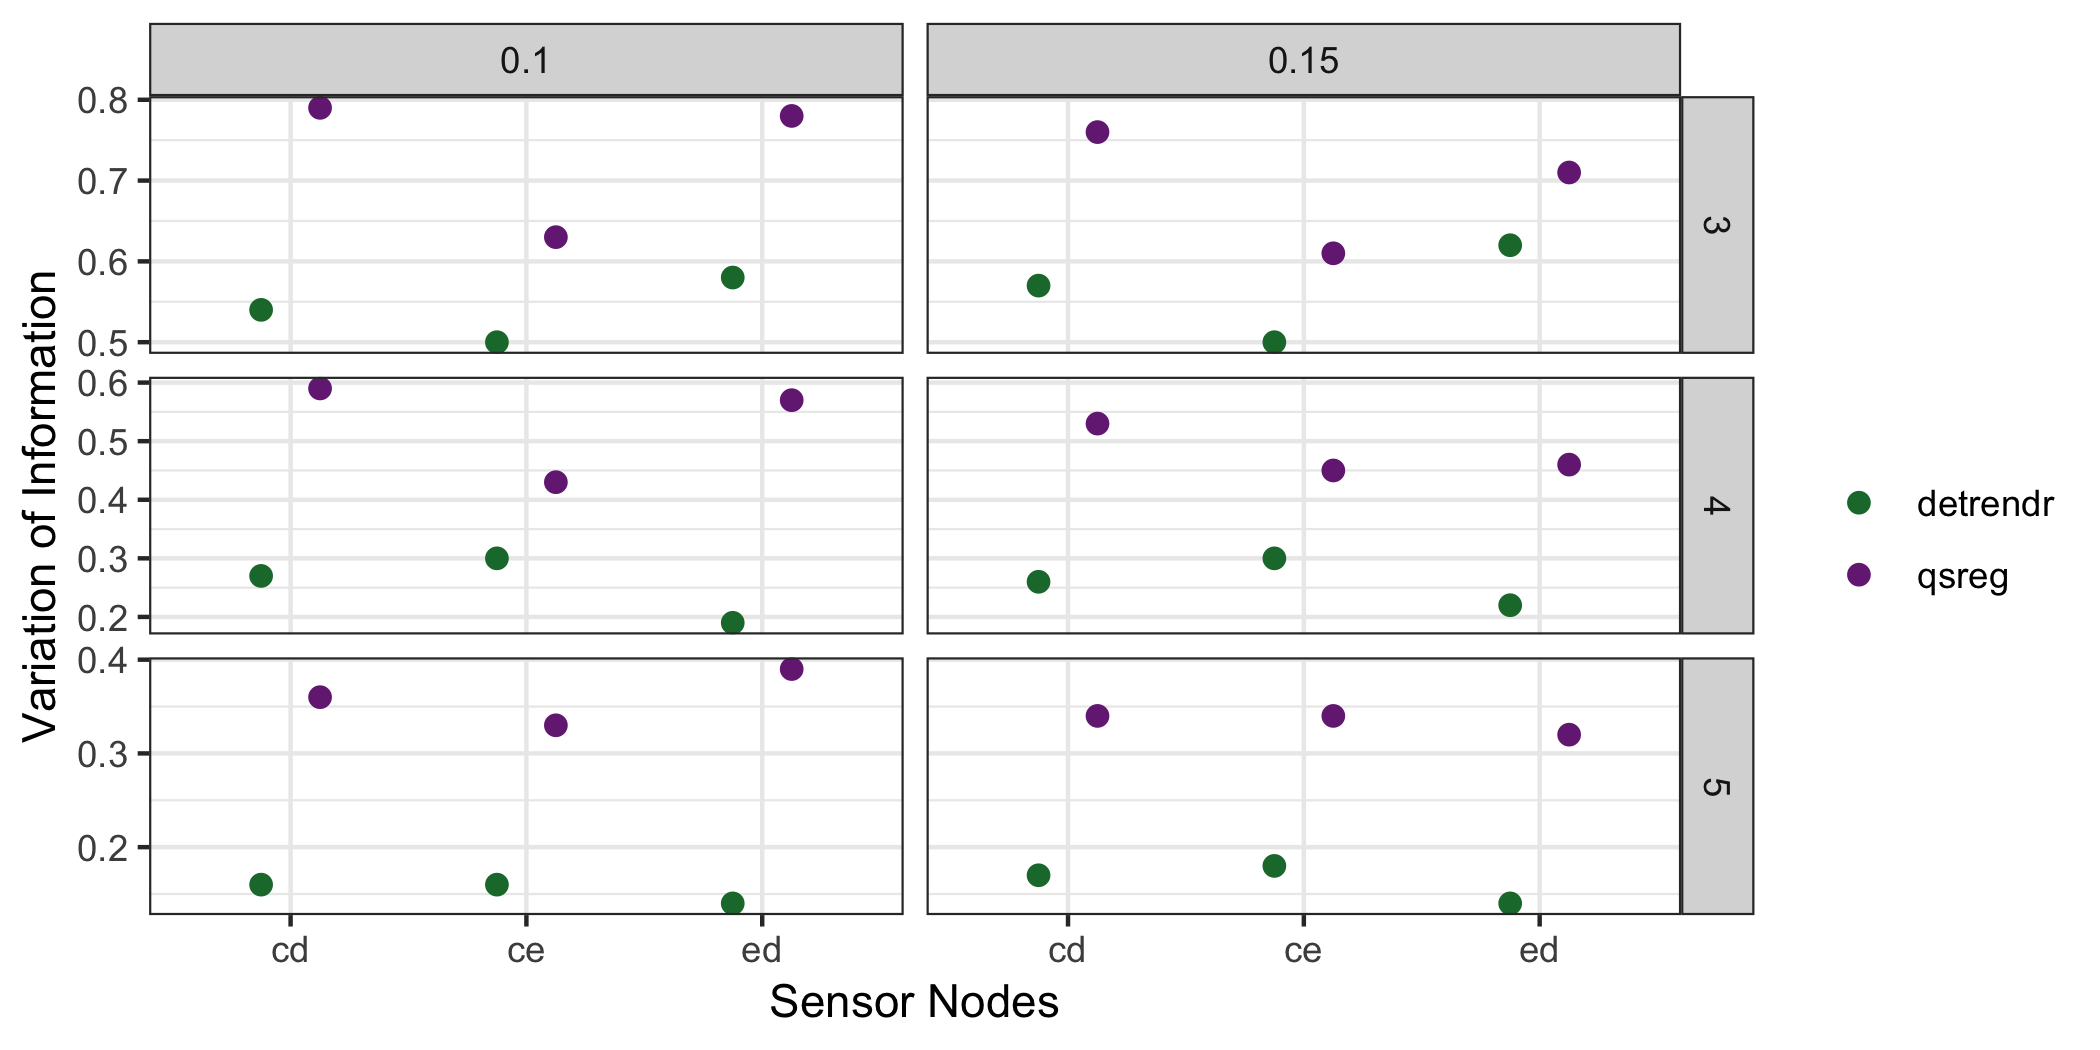 0.1
0.15
0.8
0.7
0.6
0.5
3
0.6
0.5
0.4
0.3
0.2
4
0.4
0.3
0.2
5
Variation of Information
cd ce ed
cd ce ed
Sensor Nodes
detrendr
qsreg